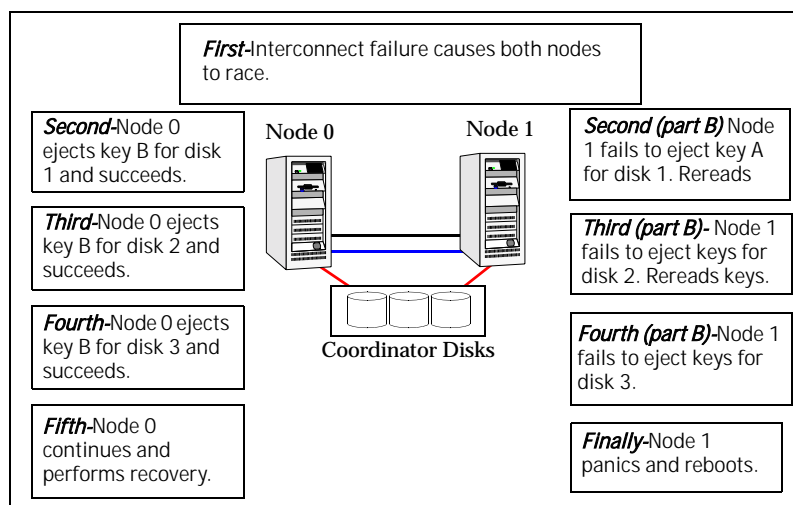 First-Interconnect failure causes both nodes
to race.
Second-Node 0
ejects key B for disk
1 and succeeds.
Node 0
Node 1
Second (part B) Node
1 fails to eject key A
for disk 1. Rereads
Third-Node 0 ejects
key B for disk 2 and
succeeds.
Third (part B)- Node 1
fails to eject keys for
disk 2. Rereads keys.
Fourth-Node 0 ejects
key B for disk 3 and
succeeds.
Coordinator Disks
Fourth (part B)-Node 1
fails to eject keys for
disk 3.
Fifth-Node 0
continues and
performs recovery.
Finally-Node 1
panics and reboots.